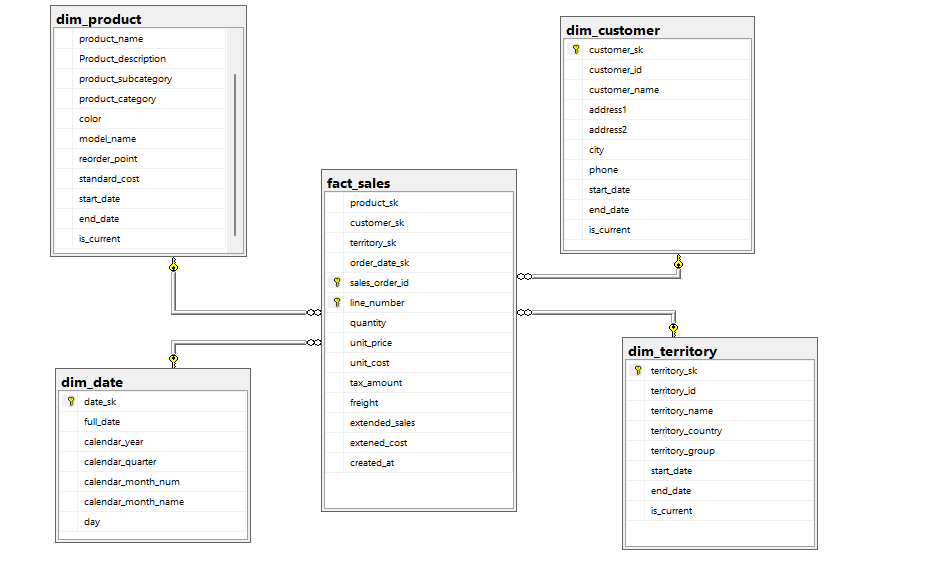 dim_product
product_name
Product_description
product_subcategory
product_category
color
model_name
reorder_point
standard_cost
start_date
end_date
is_current
dim_customer
customer_sk
customer_id
customer_name
address1
address2
city
phone
start_date
end_date
is_current
fact_sales
product_sk
customer_sk
territory_sk
order_date_sk
sales_order_id
line_number
quantity
unit_price
unit_cost
tax_amount
freight
extended_sales
extened_cost
created_at
dim_date
date_sk
full_date
calendar_year
calendar_quarter
calendar_month_num
calendar_month_name
day
dim_territory
territory_sk
territory_id
territory_name
territory_country
territory_group
start_date
end_date
is_current